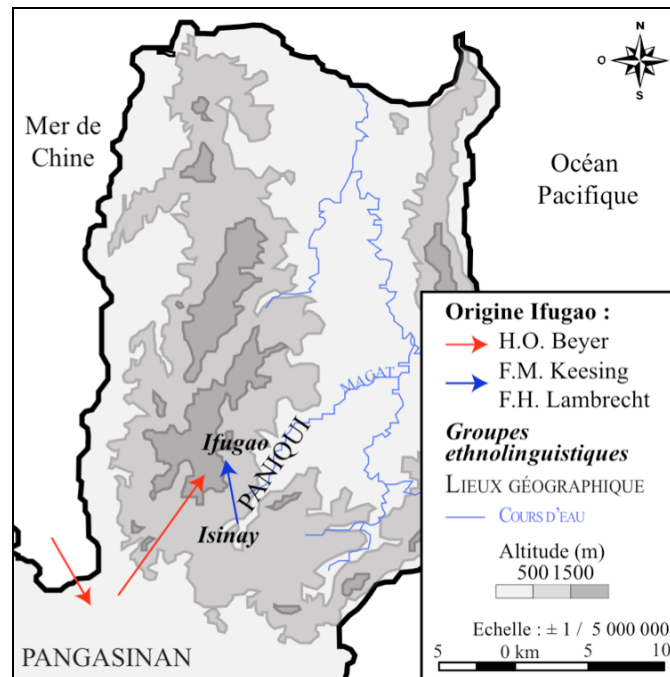 N
O
E
S
Mer de
Chine
Océan
Pacifique
Origine Ifugao :
H.O. Beyer
F.M. Keesing
F.H. Lambrecht
Groupes
ethnolinguistiques
LIEUX GÉOGRAPHIQUE
COURS D'EAU
Altitude (m)
500 1500
Echelle : ± 1 / 5 000 000
5 0 km 5 10
MAGAT
Ifugao
PANIQUI
Isinay
PANGASINAN